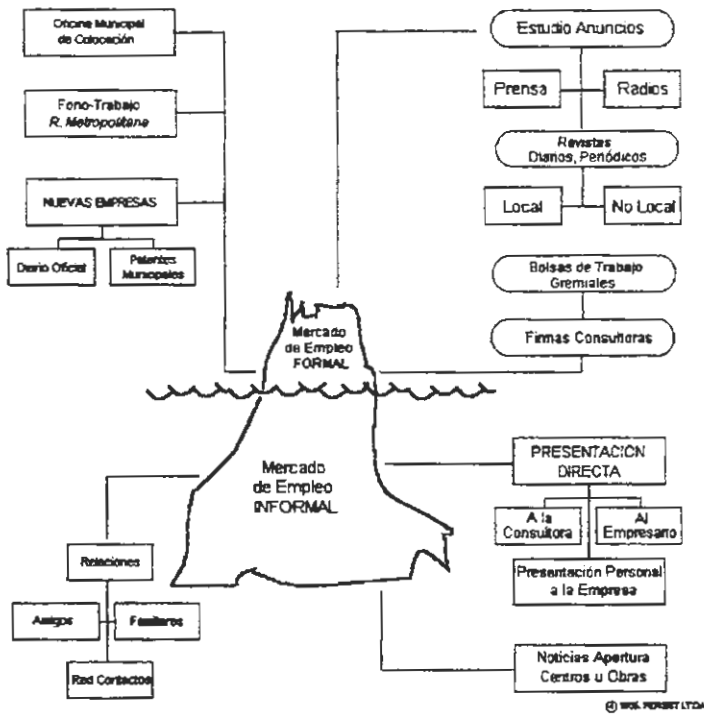 Oficina Municipal
de Colocación
Fono-Trabajo
R. Metropolitana
NUEVAS EMPRESAS
Diario Oficial
Patentes
Municipales
Estudio Anuncios
Prensa
Radios
Revistas
Diarios, Periódicos
Local
No Local
Bolsas de Trabajo
Gremiales
Firmas Consultoras
Mercado
de Empleo
FORMAL
Mercado
de Empleo
INFORMAL
Relaciones
Amigos
Familiares
Red Contactos
PRESENTACION
DIRECTA
A la
Consultora
Al
Empresario
Presentación Personal
a la Empresa
Noticias Apertura
Centros u Obras
LTDA